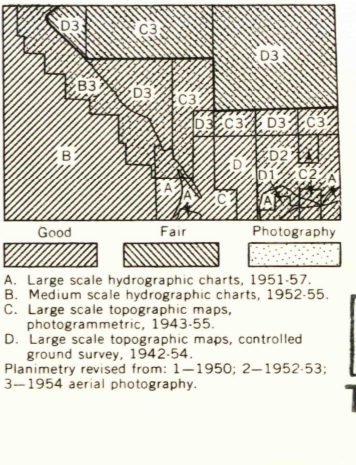 D3 C3
D3
B3 D3 C3
D3 C3 D3 C3
B D D2
D1 C2 A
A A C A
Good Fair Photography
A. Large scale hydrographic charts, 1951-57.
B. Medium scale hydrographic charts, 1952-55.
C. Large scale topographic maps,
photogrammetric, 1943-55.
D. Large scale topographic maps, controlled
ground survey, 1942-54.
Planimetry revised from: 1—1950; 2—1952-53;
3—1954 aerial photography.